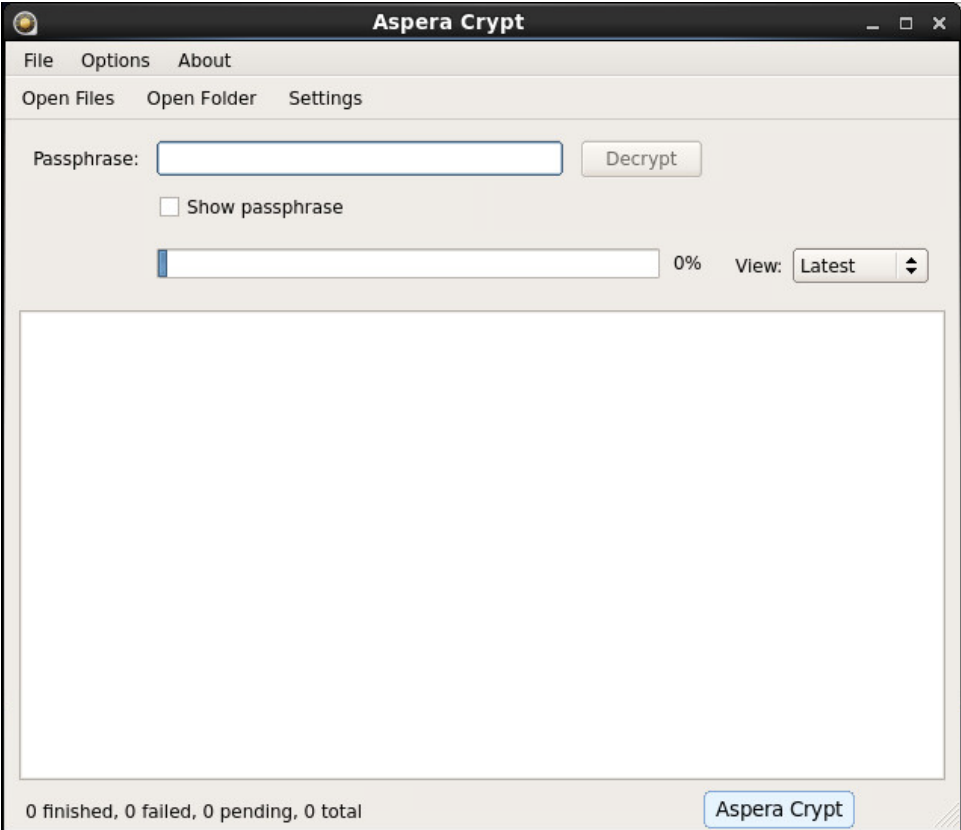 Aspera Crypt
File Options About
Open Files Open Folder Settings
Passphrase: Decrypt
Show passphrase
0% View: Latest
0 finished, 0 failed, 0 pending, 0 total Aspera Crypt